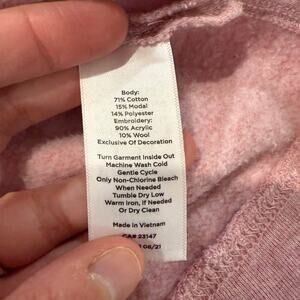 Body:
71% Cotton
15% Modal
14% Polyester
Embroidery:
90% Acrylic
10% Wool
Exclusive Of Decoration
Turn Garment Inside Out
Machine Wash Cold
Gentle Cycle
Only Non-Chlorine Bleach
When Needed
Tumble Dry Low
Warm Iron, If Needed
Or Dry Clean
Made in Vietnam
CA# 23147
08/21